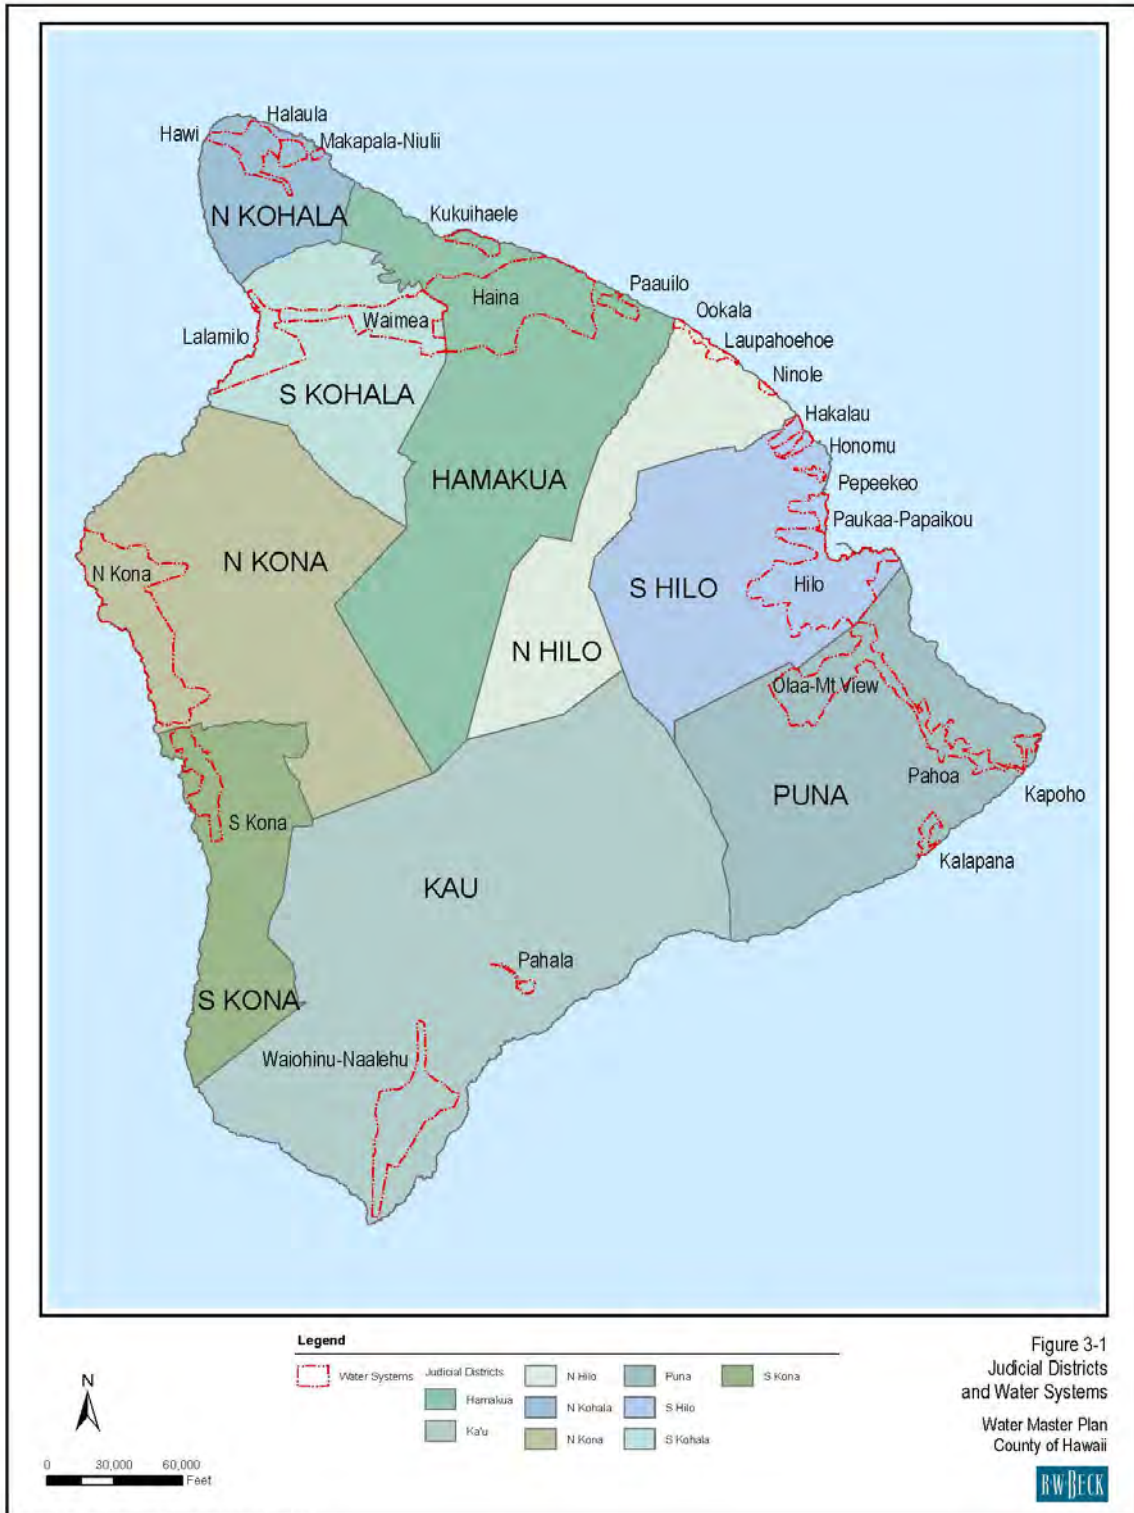 Halaula
Hawi
Makapala-Niulii
N KOHALA
Kukuihaele
Haina
Paauilo
Ookala
Waimea
Lalamilo
Laupahoehoe
Ninole
S KOHALA
Hakalau
Honomu
HAMAKUA
Pepeekeo
Paukaa-Papaikou
N KONA
N Kona
S HILO
Hilo
N HILO
Olaa-Mt.View
Pahoa
PUNA
Kapoho
S Kona
Kalapana
KAU
Pahala
S KONA
Waiohinu-Naalehu
Legend
Water Systems
Judicial Districts
Hamakua
Ka'u
N Hilo
N Kohala
N Kona
Puna
S Hilo
S Kohala
S Kona
N
0 30,000 60,000
Feet
Figure 3-1
Judicial Districts
and Water Systems
Water Master Plan
County of Hawaii
R·W·BECK